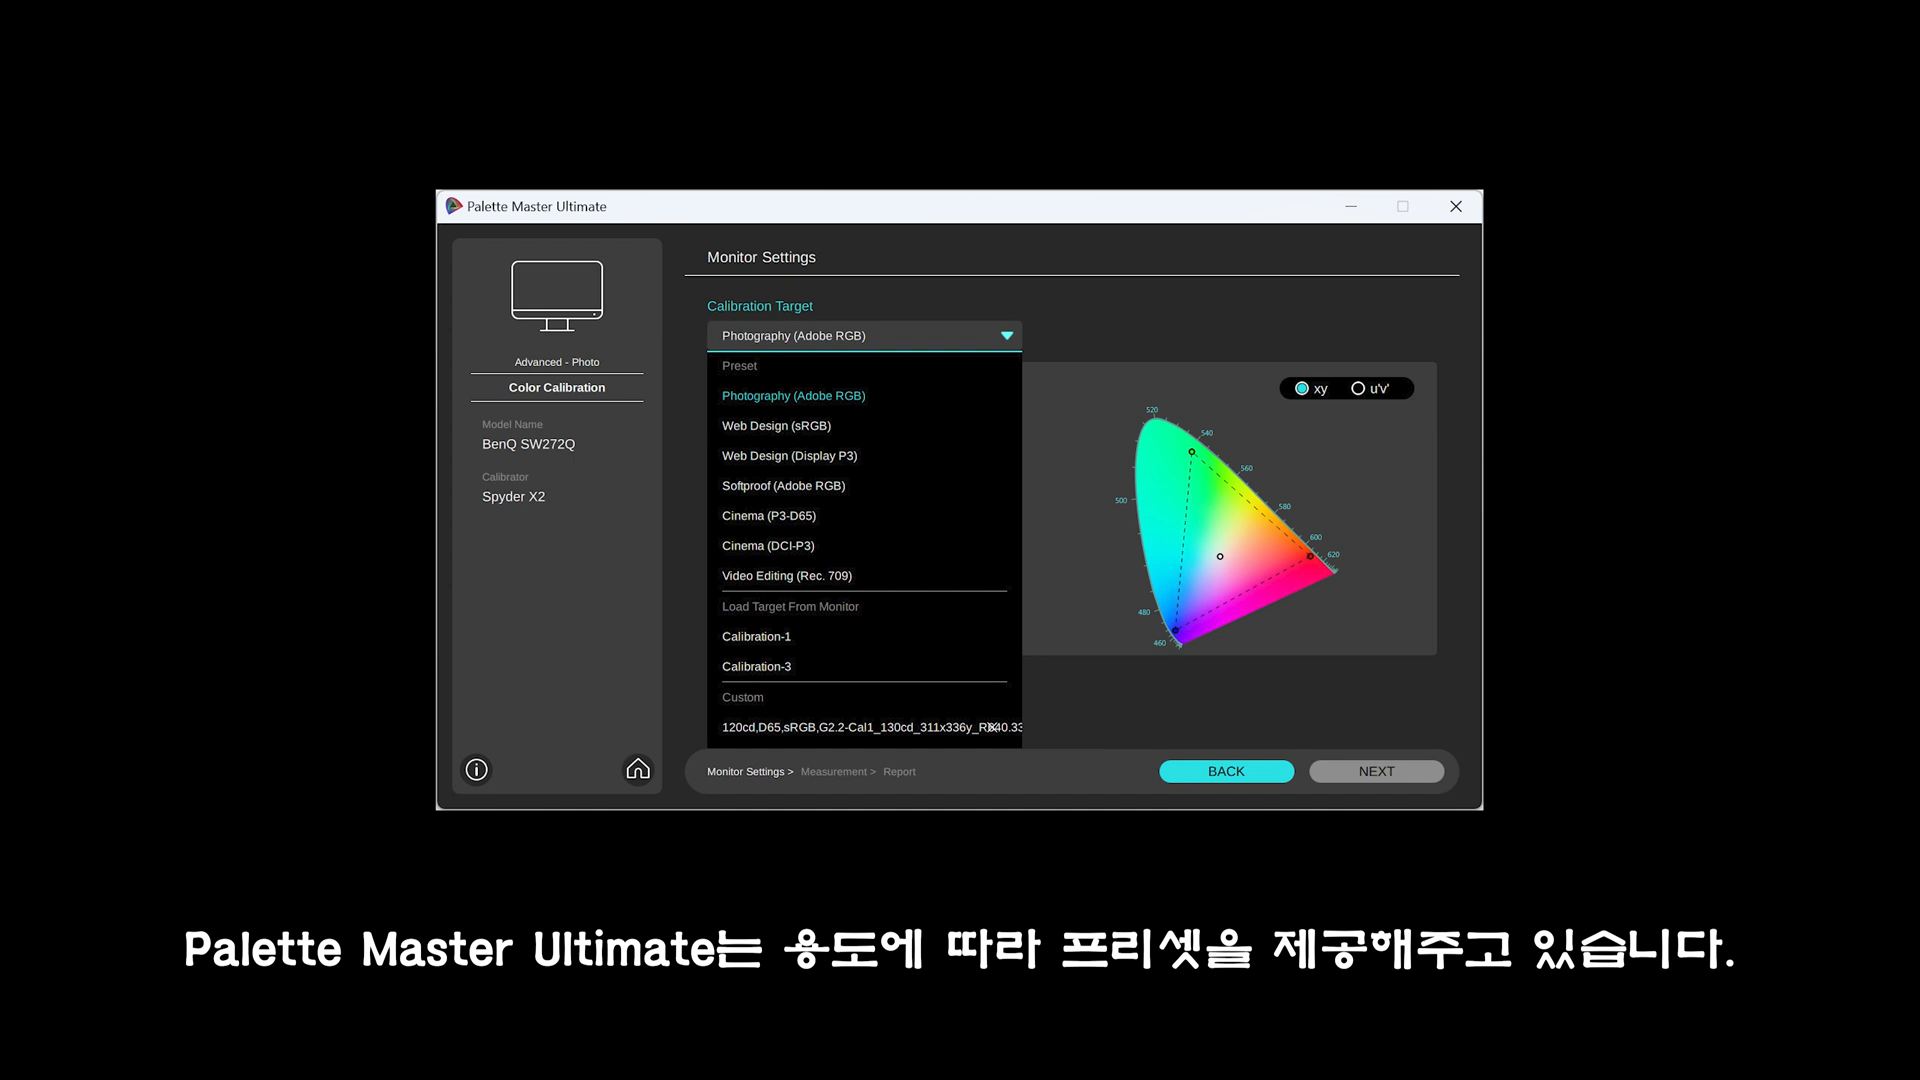 Palette Master Ultimate
Monitor Settings
Calibration Target
Photography (Adobe RGB)
Preset
Photography (Adobe RGB)
Web Design (sRGB)
Web Design (Display P3)
Softproof (Adobe RGB)
Cinema (P3-D65)
Cinema (DCI-P3)
Video Editing (Rec. 709)
Load Target From Monitor
Calibration-1
Calibration-3
Custom
120cd,D65,sRGB,G2.2-Cal1_130cd_311x336y_
Advanced - Photo
Color Calibration
Model Name
BenQ SW272Q
Calibrator
Spyder X2
xy
u'v'
520
540
560
500
580
600
620
480
460
Monitor Settings > Measurement > Report
BACK
NEXT
Palette Master Ultimate는 용도에 따라 프리셋을 제공해주고 있습니다.